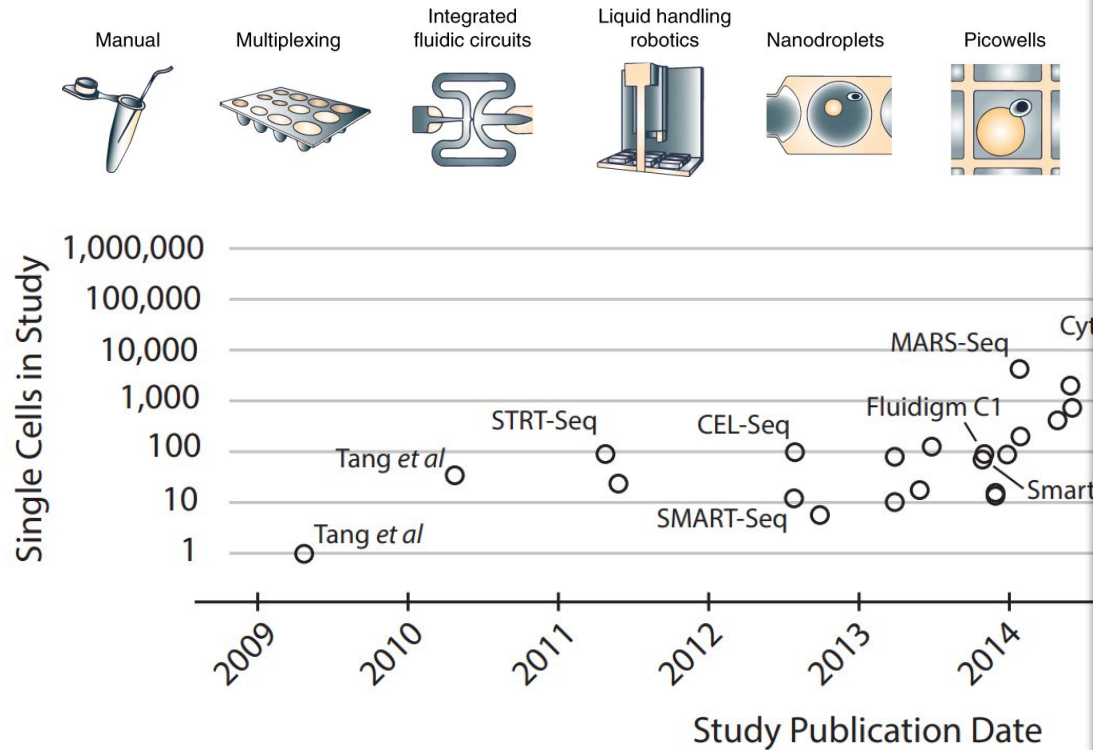 Manual
Multiplexing
Integrated
fluidic circuits
Liquid handling
robotics
Nanodroplets
Picowells
Single Cells in Study
1,000,000
100,000
10,000
1,000
100
10
1
Cyt
MARS-Seq
Fluidigm C1
STRT-Seq
CEL-Seq
Tang et al
Smart
SMART-Seq
Tang et al
2009
2010
2011
2012
2013
2014
Study Publication Date